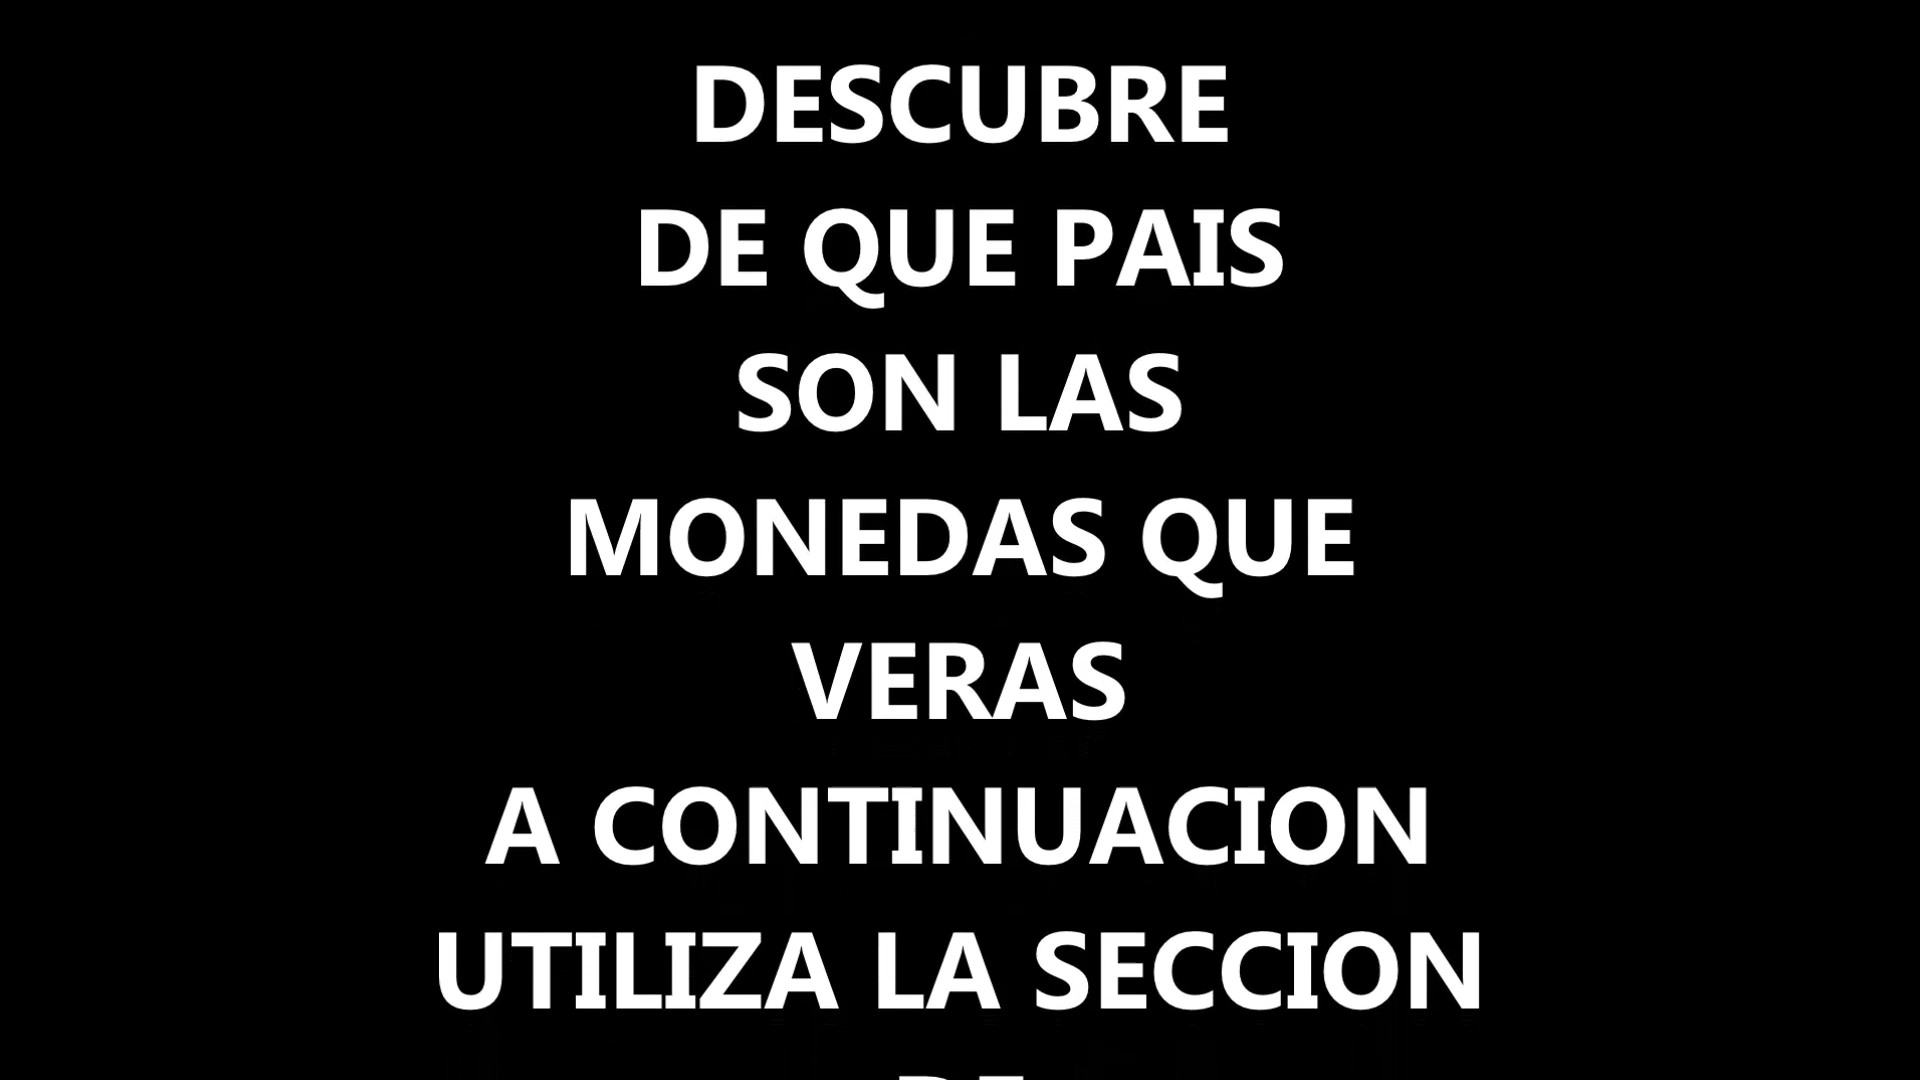 DESCUBRE
DE QUE PAIS
SON LAS
MONEDAS QUE
VERAS
A CONTINUACION
UTILIZA LA SECCION